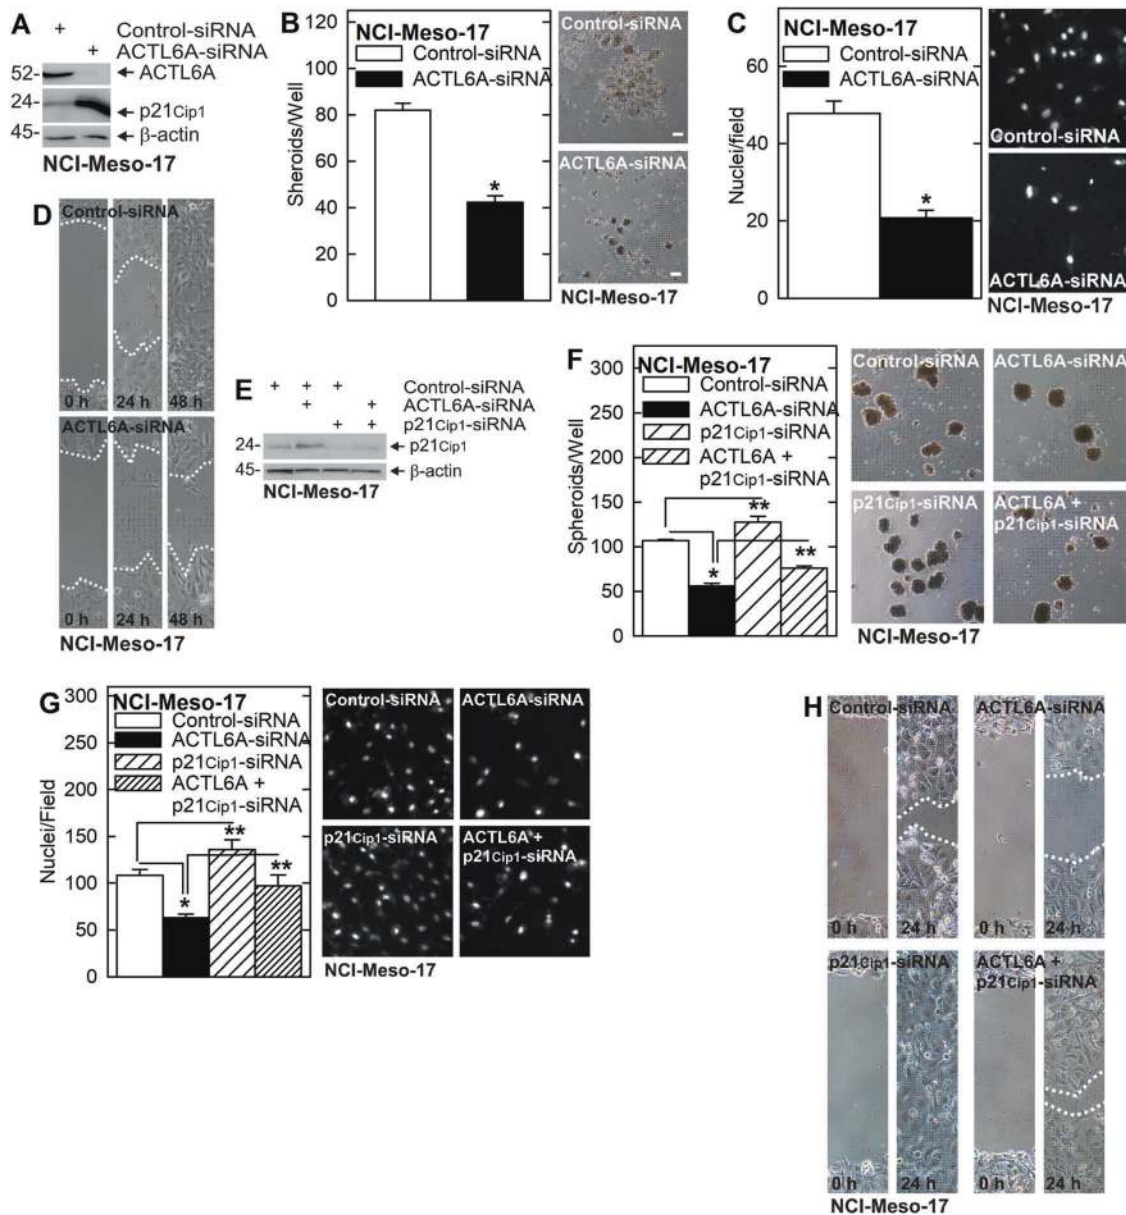 A
+ Control-siRNA
+ ACTL6A-siRNA
52- ACTL6A
24- p21Cip1
45- β-actin
NCI-Meso-17
B
120
100
80
60
40
20
0
Sheroids/Well
NCI-Meso-17
Control-siRNA
ACTL6A-siRNA
*
Control-siRNA
ACTL6A-siRNA
NCI-Meso-17
C
60
40
20
0
Nuclei/field
NCI-Meso-17
Control-siRNA
ACTL6A-siRNA
*
Control-siRNA
ACTL6A-siRNA
NCI-Meso-17
D
Control-siRNA
0 h 24 h 48 h
ACTL6A-siRNA
0 h 24 h 48 h
NCI-Meso-17
E
+ + + Control-siRNA
+ + ACTL6A-siRNA
+ + p21Cip1-siRNA
24- p21Cip1
45- β-actin
NCI-Meso-17
F
300
250
200
150
100
50
0
Spheroids/Well
NCI-Meso-17
Control-siRNA
ACTL6A-siRNA
p21Cip1-siRNA
ACTL6A +
p21Cip1-siRNA
**
* **
Control-siRNA ACTL6A-siRNA
p21Cip1-siRNA ACTL6A +
p21Cip1-siRNA
NCI-Meso-17
G
300
250
200
150
100
50
0
Nuclei/Field
NCI-Meso-17
Control-siRNA
ACTL6A-siRNA
p21Cip1-siRNA
ACTL6A +
p21Cip1-siRNA
**
* **
Control-siRNA ACTL6A-siRNA
p21Cip1-siRNA ACTL6A +
p21Cip1-siRNA
NCI-Meso-17
H
Control-siRNA ACTL6A-siRNA
0 h 24 h 0 h 24 h
p21Cip1-siRNA ACTL6A +
p21Cip1-siRNA
0 h 24 h 0 h 24 h
NCI-Meso-17